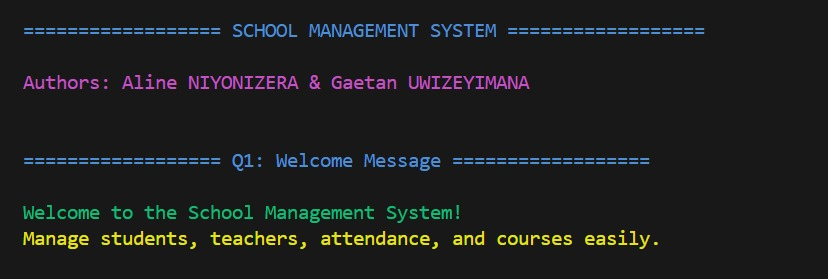 ================== SCHOOL MANAGEMENT SYSTEM ==================
Authors: Aline NIYONIZERA & Gaetan UWIZEYIMANA
================== Q1: Welcome Message ==================
Welcome to the School Management System!
Manage students, teachers, attendance, and courses easily.